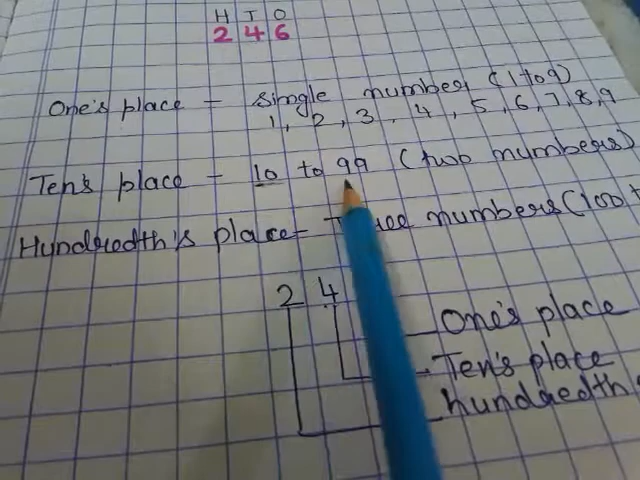 H T O
2 4 6
One's place - Single number (1 to 9)
1, 2, 3, 4, 5, 6, 7, 8, 9
Ten's place - 10 to 99 (two numbers)
Hundredth's place - numbers (100
2 4
One's place
Ten's place
hundredth